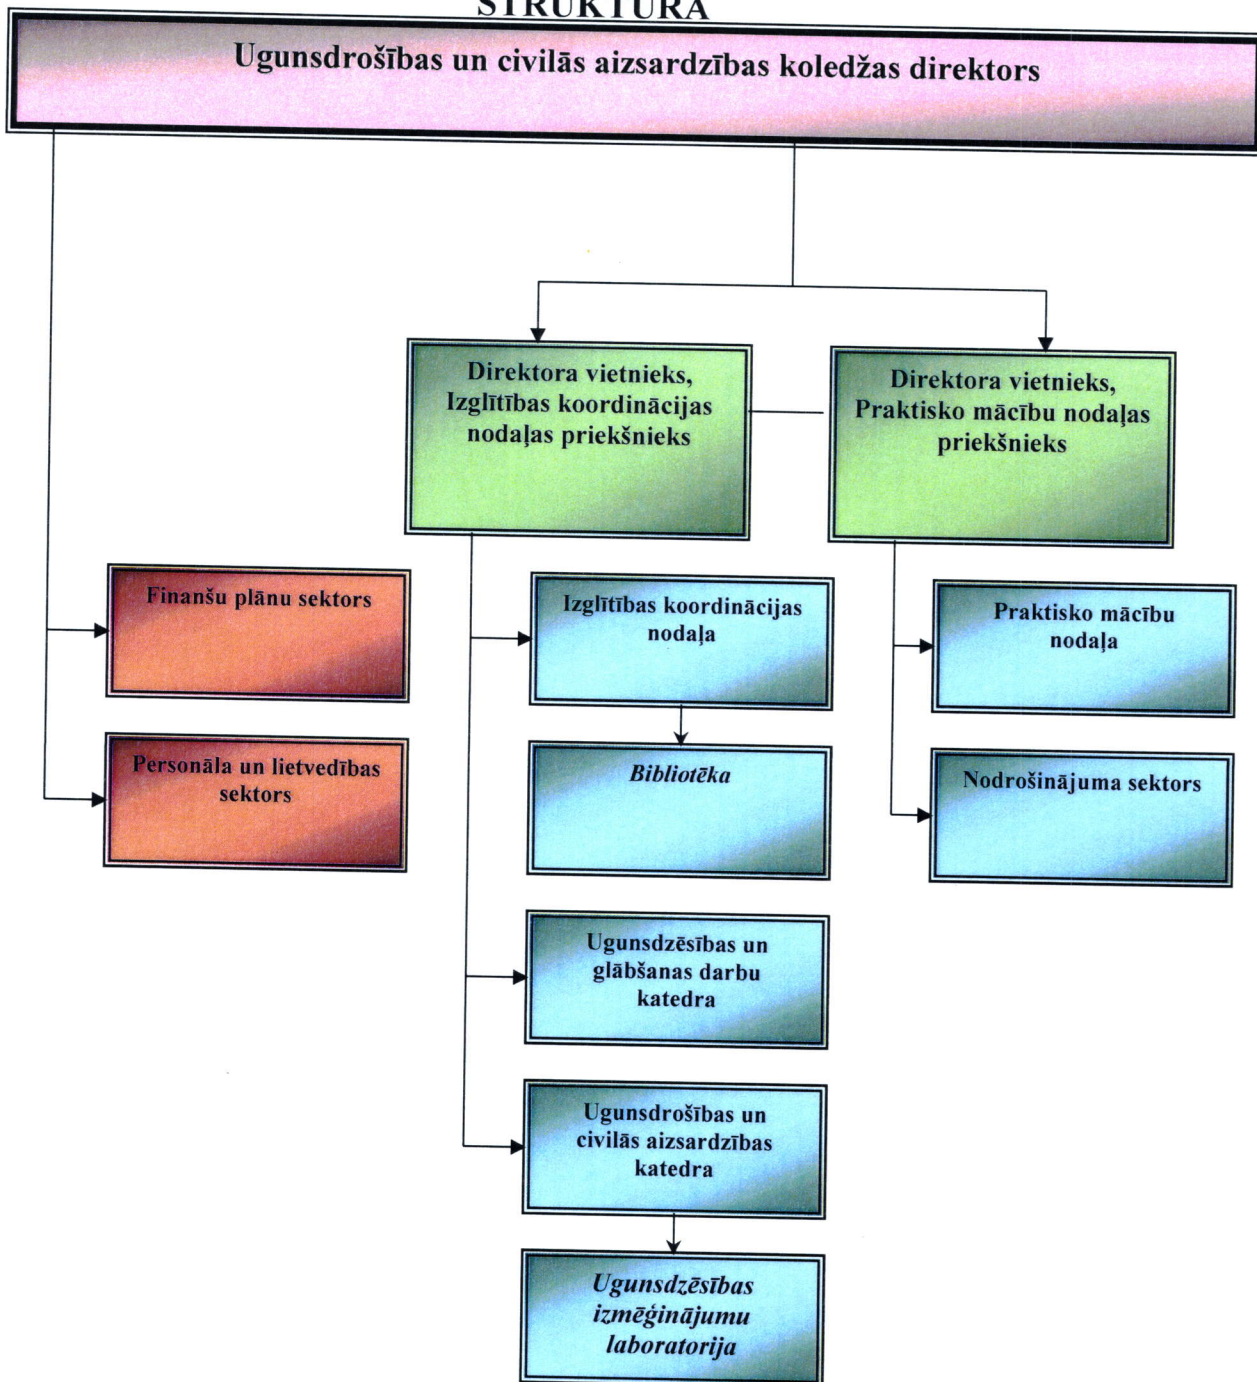 STRUKTŪRA
Ugunsdrošības un civilās aizsardzības koledžas direktors
Direktora vietnieks,
Izglītības koordinācijas
nodaļas priekšnieks
Direktora vietnieks,
Praktisko mācību nodaļas
priekšnieks
Finanšu plānu sektors
Izglītības koordinācijas
nodaļa
Praktisko mācību
nodaļa
Personāla un lietvedības
sektors
Bibliotēka
Nodrošinājuma sektors
Ugunsdzēsības un
glābšanas darbu
katedra
Ugunsdrošības un
civilās aizsardzības
katedra
Ugunsdzēsības
izmēģinājumu
laboratorija